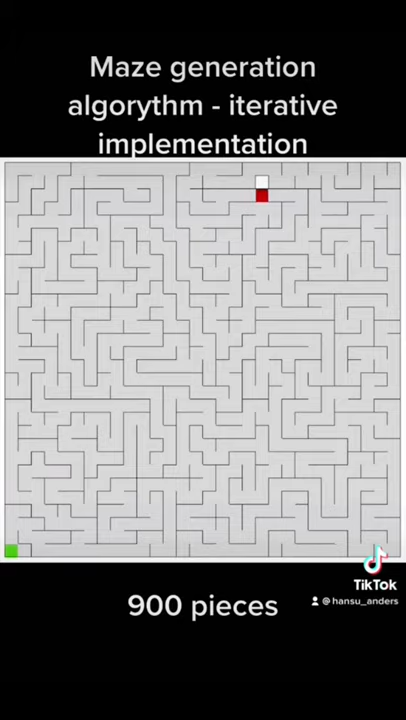 Maze generation
algorythm - iterative
implementation
TikTok
@hansu_anders
900 pieces